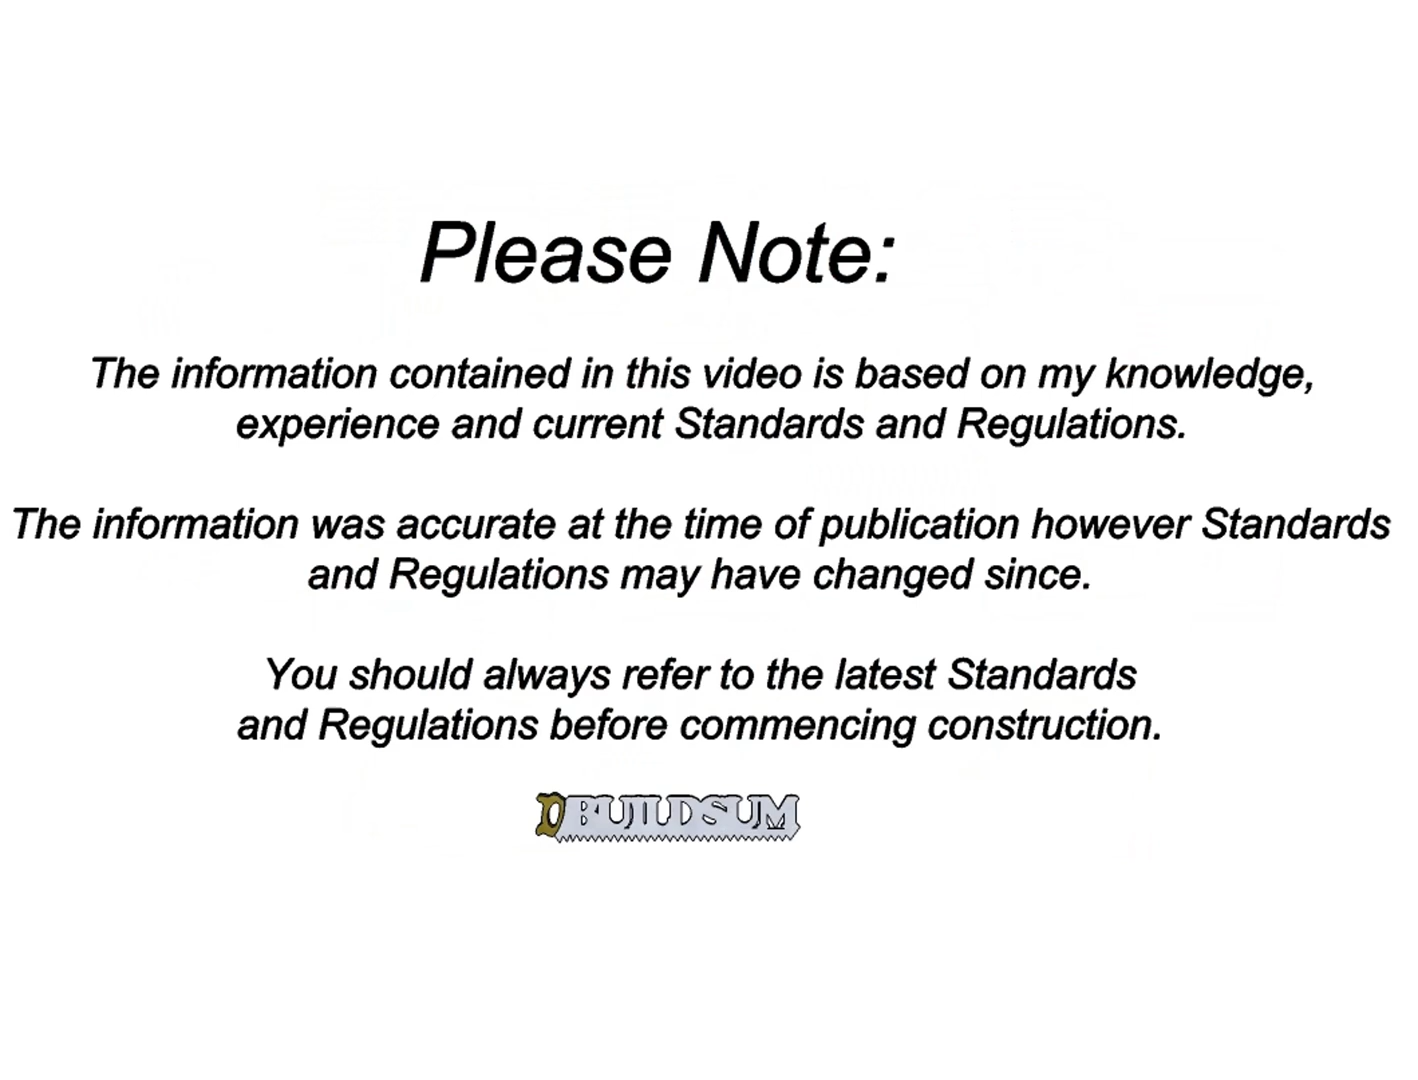 Please Note:
The information contained in this video is based on my knowledge,
experience and current Standards and Regulations.
The information was accurate at the time of publication however Standards
and Regulations may have changed since.
You should always refer to the latest Standards
and Regulations before commencing construction.
BUILDSUM